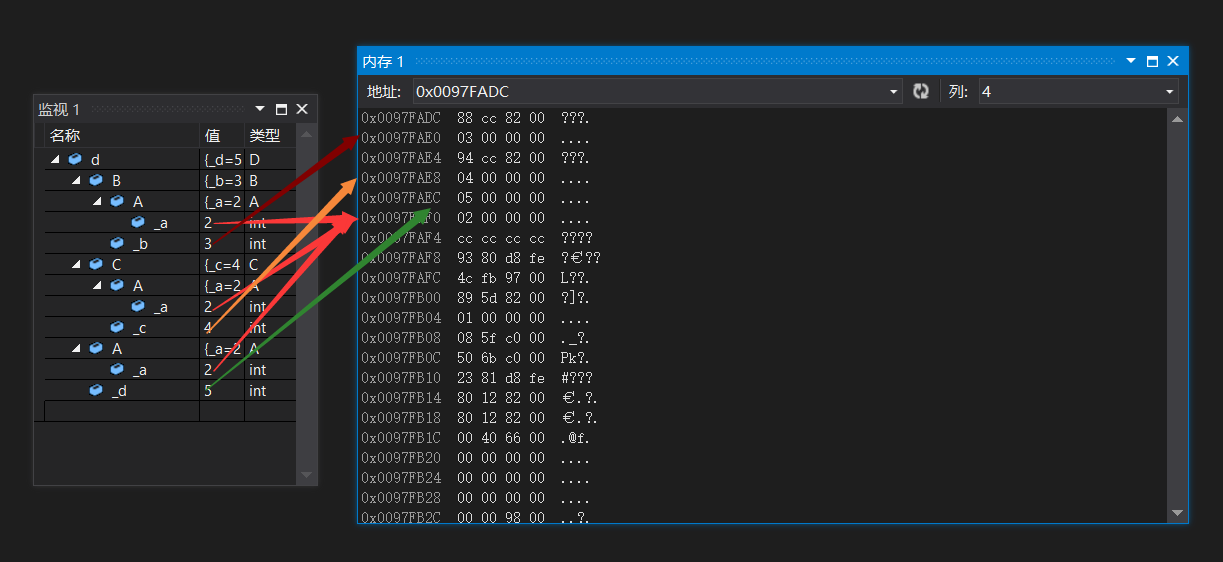 监视 1
名称 值 类型
d {_d=5 D
B {_b=3 B
A {_a=2 A
_a 2 int
_b 3 int
C {_c=4 C
A {_a=2 A
_a 2 int
_c 4 int
A {_a=2 A
_a 2 int
_d 5 int
内存 1
地址: 0x0097FADC 列: 4
0x0097FADC 88 cc 82 00 ???.
0x0097FAE0 03 00 00 00 ....
0x0097FAE4 94 cc 82 00 ???.
0x0097FAE8 04 00 00 00 ....
0x0097FAEC 05 00 00 00 ....
0x0097FAF0 02 00 00 00 ....
0x0097FAF4 cc cc cc cc ????
0x0097FAF8 93 80 d8 fe ?€??
0x0097FAFC 4c fb 97 00 L??.
0x0097FB00 89 5d 82 00 ?]?.
0x0097FB04 01 00 00 00 ....
0x0097FB08 08 5f c0 00 ._?.
0x0097FB0C 50 6b c0 00 Pk?.
0x0097FB10 23 81 d8 fe #???
0x0097FB14 80 12 82 00 €.?.
0x0097FB18 80 12 82 00 €.?.
0x0097FB1C 00 40 66 00 .@f.
0x0097FB20 00 00 00 00 ....
0x0097FB24 00 00 00 00 ....
0x0097FB28 00 00 00 00 ....
0x0097FB2C 00 00 98 00 ..?.